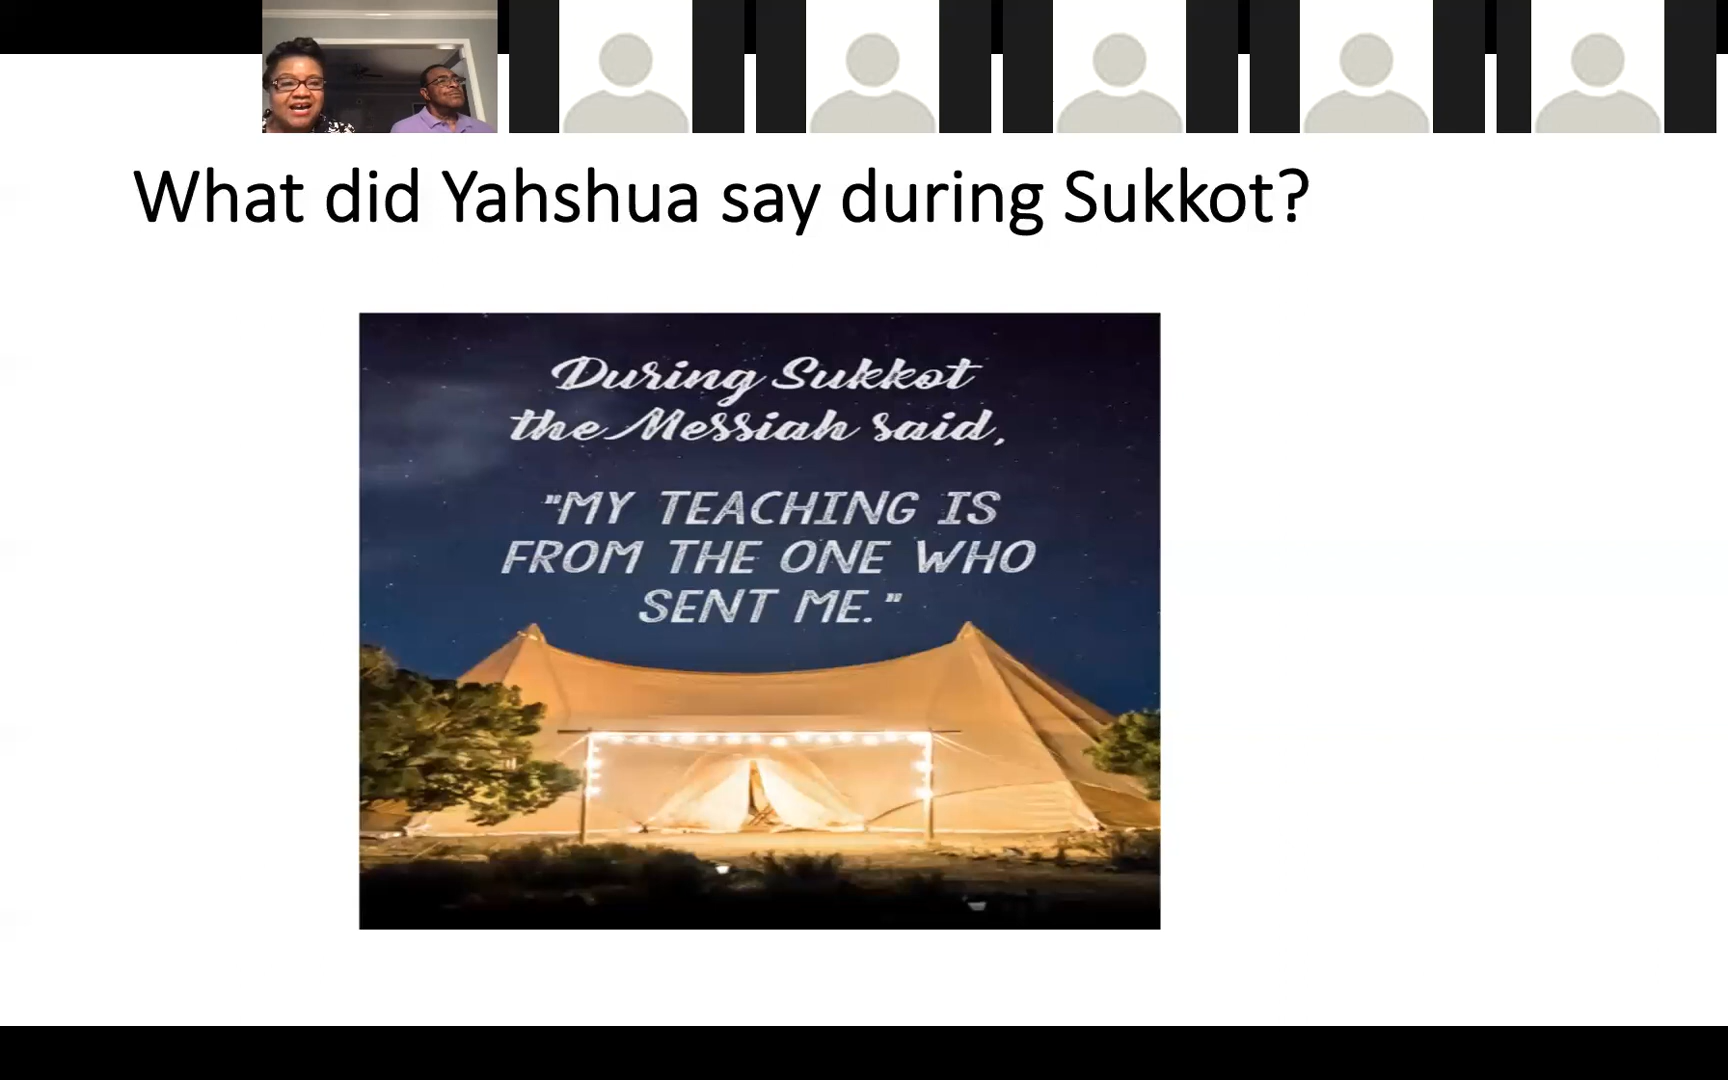 What did Yahshua say during Sukkot?
During Sukkot
the Messiah said,
"MY TEACHING IS
FROM THE ONE WHO
SENT ME."